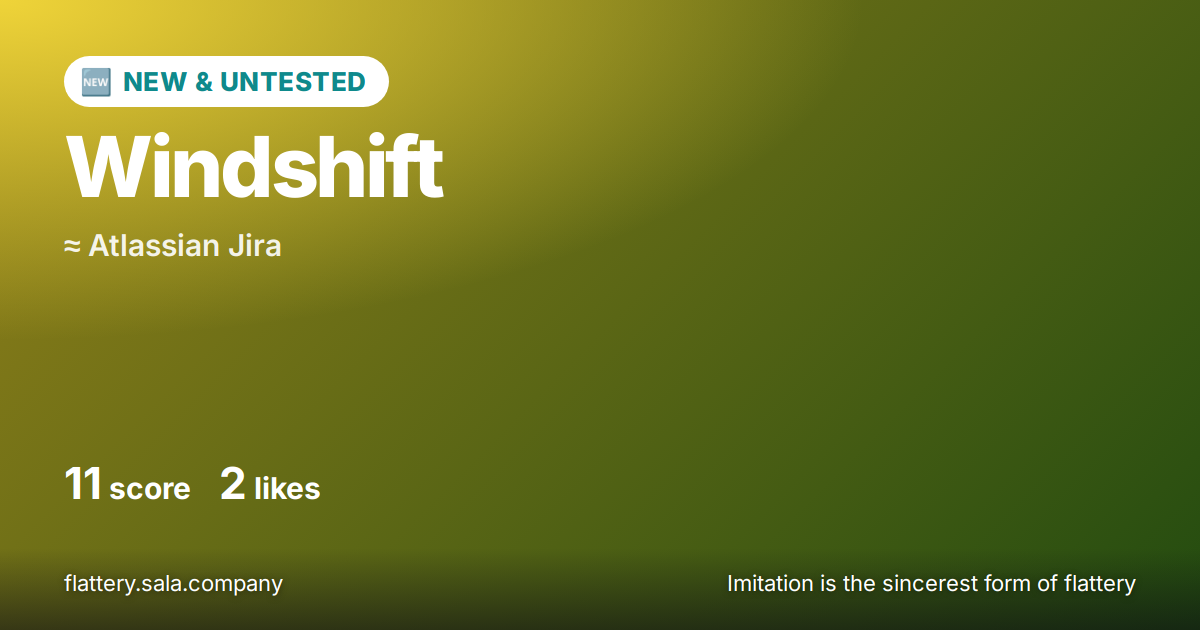 🆕 NEW & UNTESTED
Windshift
≈ Atlassian Jira
11 score 2 likes
flattery.sala.company
Imitation is the sincerest form of flattery